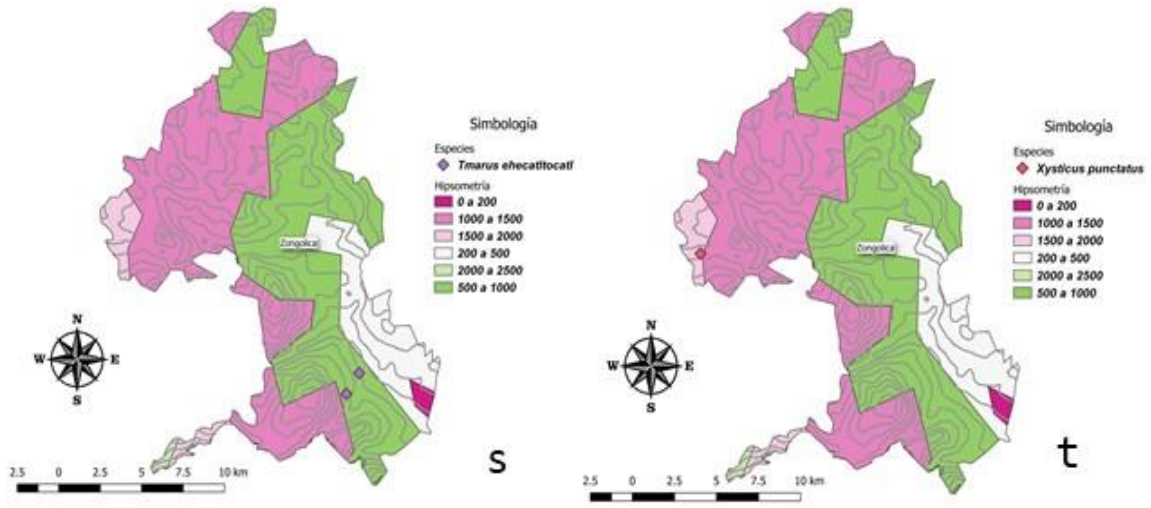 Simbología
Especies
Tmarus ehecatltocatl
Hipsometría
0 a 200
1000 a 1500
1500 a 2000
200 a 500
2000 a 2500
500 a 1000
Zongolica
N
W E
S
2.5 0 2.5 5 7.5 10 km
s
Simbología
Especies
Xysticus punctatus
Hipsometría
0 a 200
1000 a 1500
1500 a 2000
200 a 500
2000 a 2500
500 a 1000
Zongolica
N
W E
S
2.5 0 2.5 5 7.5 10 km
t